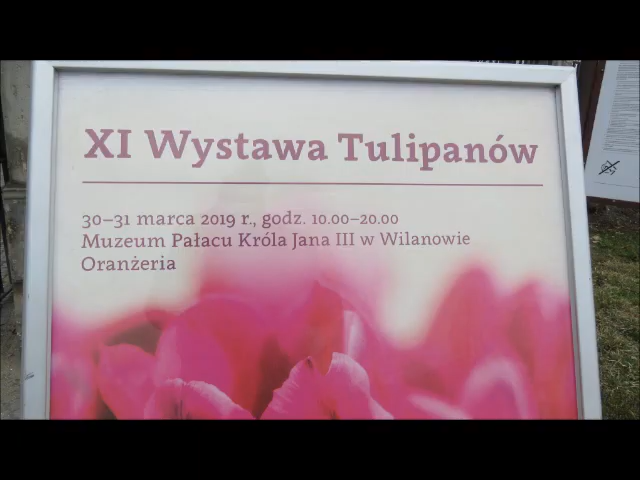 XI Wystawa Tulipanów
30–31 marca 2019 r., godz. 10.00–20.00
Muzeum Pałacu Króla Jana III w Wilanowie
Oranżeria